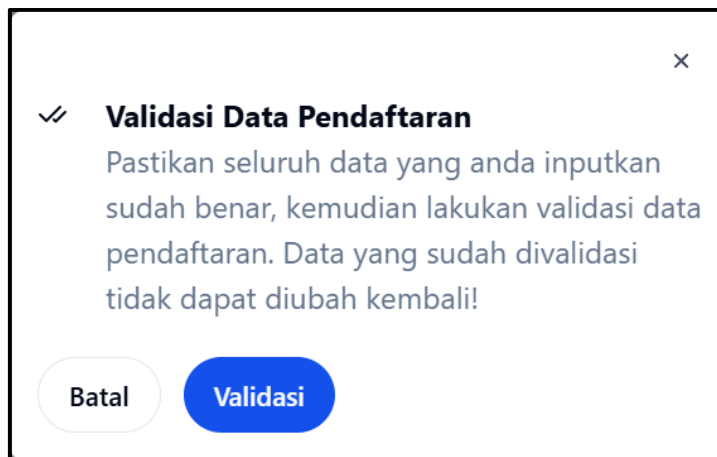 Validasi Data Pendaftaran
Pastikan seluruh data yang anda inputkan
sudah benar, kemudian lakukan validasi data
pendaftaran. Data yang sudah divalidasi
tidak dapat diubah kembali!
Batal
Validasi